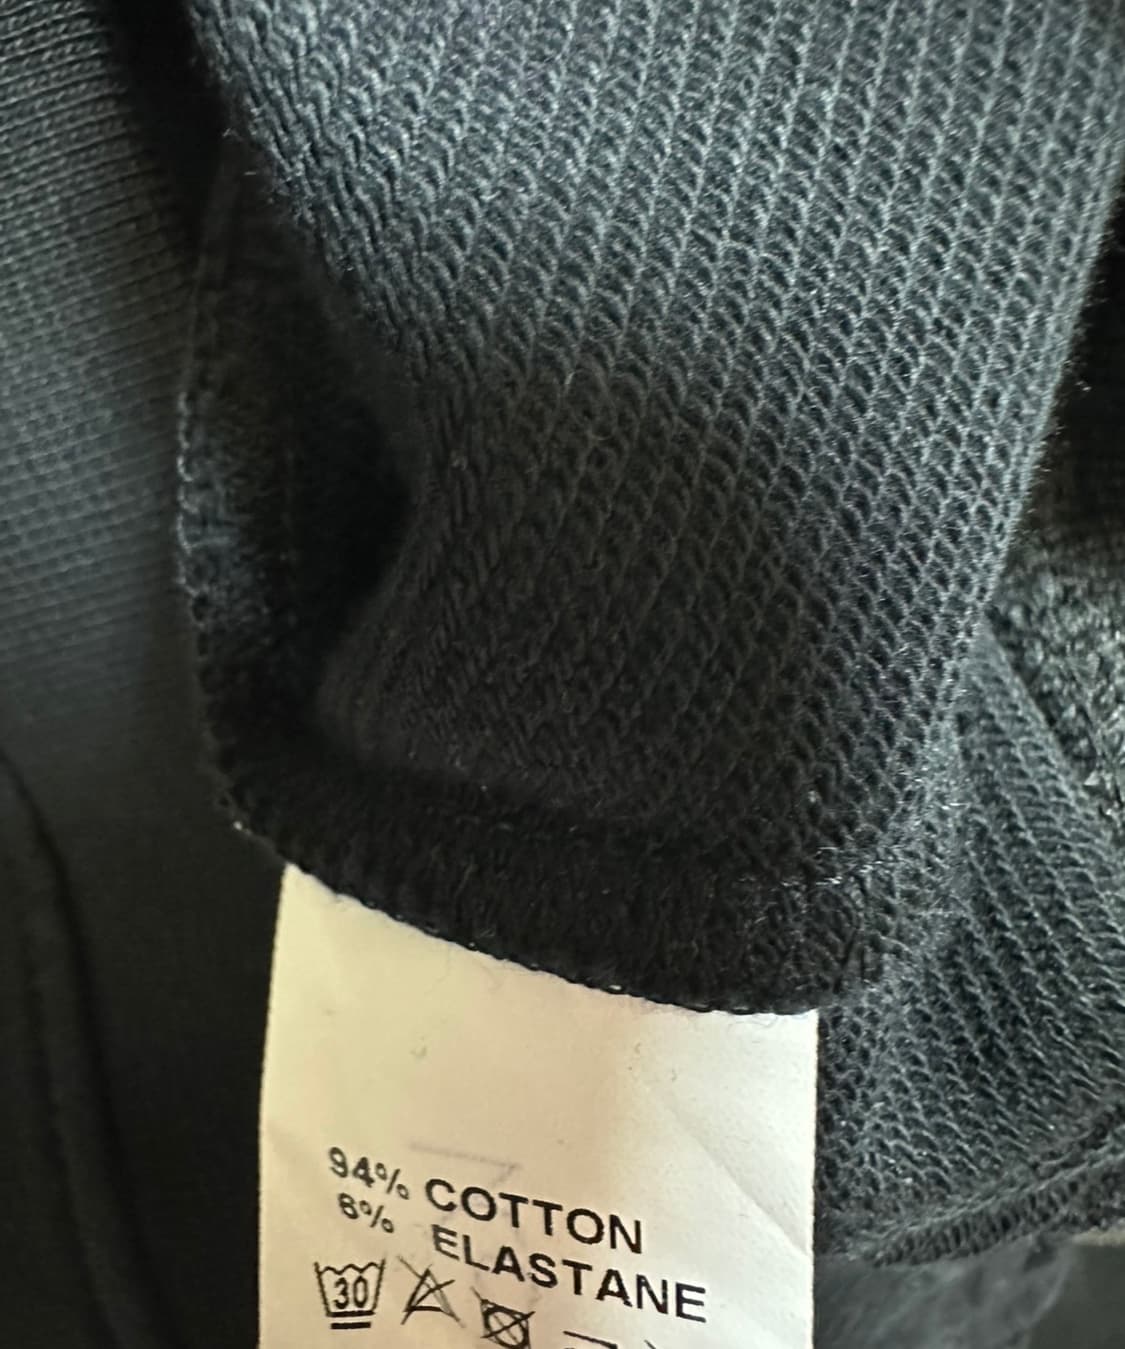 94% COTTON
6% ELASTANE
30